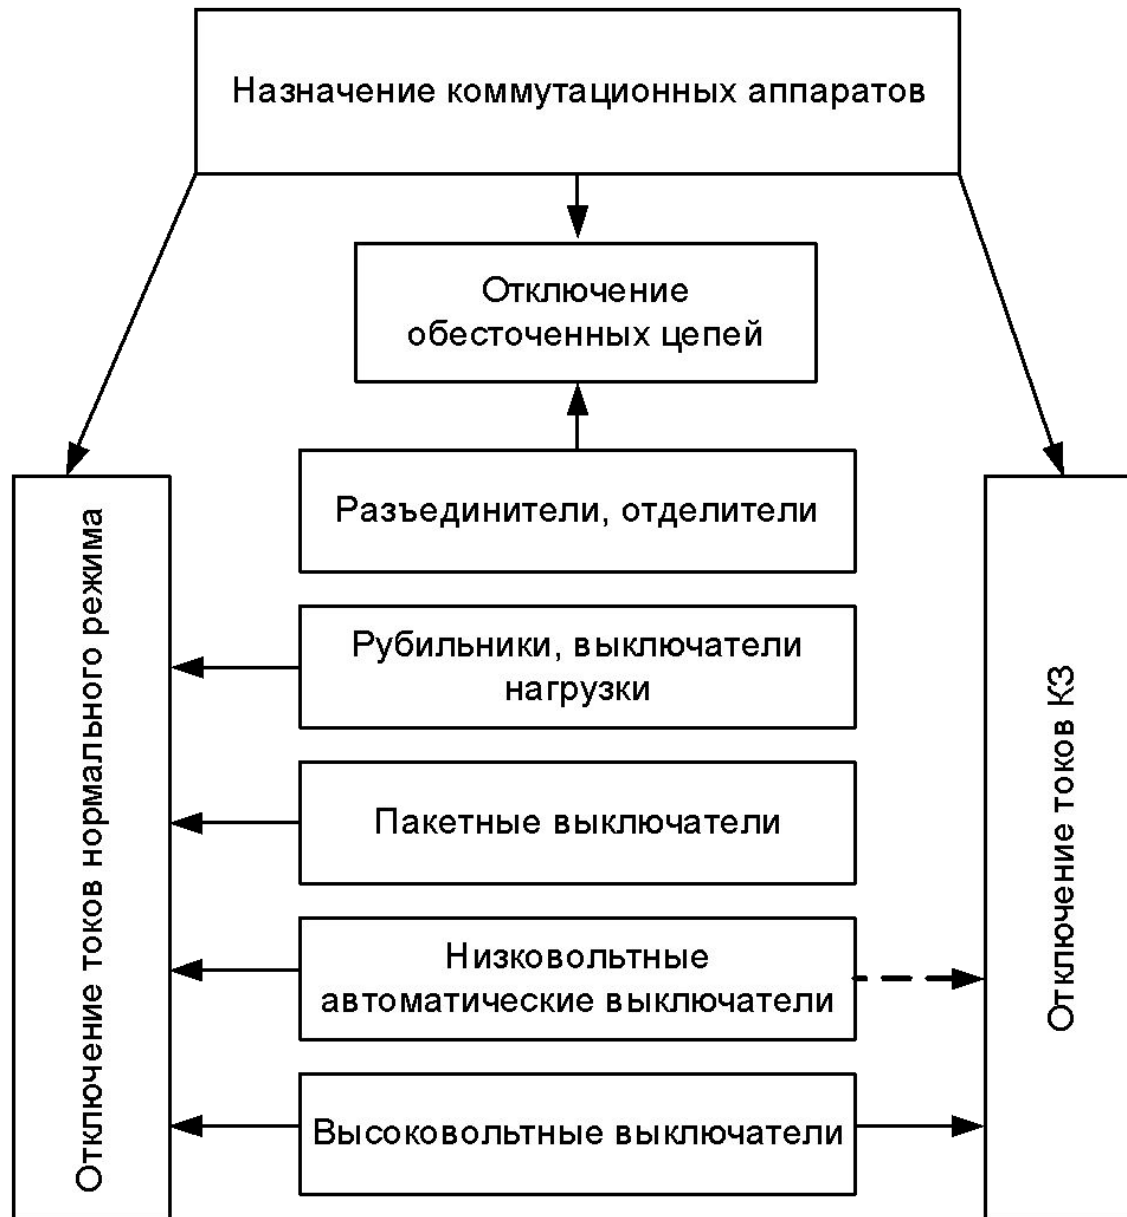 Назначение коммутационных аппаратов
Отключение
обесточенных цепей
Разъединители, отделители
Рубильники, выключатели
нагрузки
Пакетные выключатели
Низковольтные
автоматические выключатели
Высоковольтные выключатели
Отключение токов нормального режима
Отключение токов КЗ